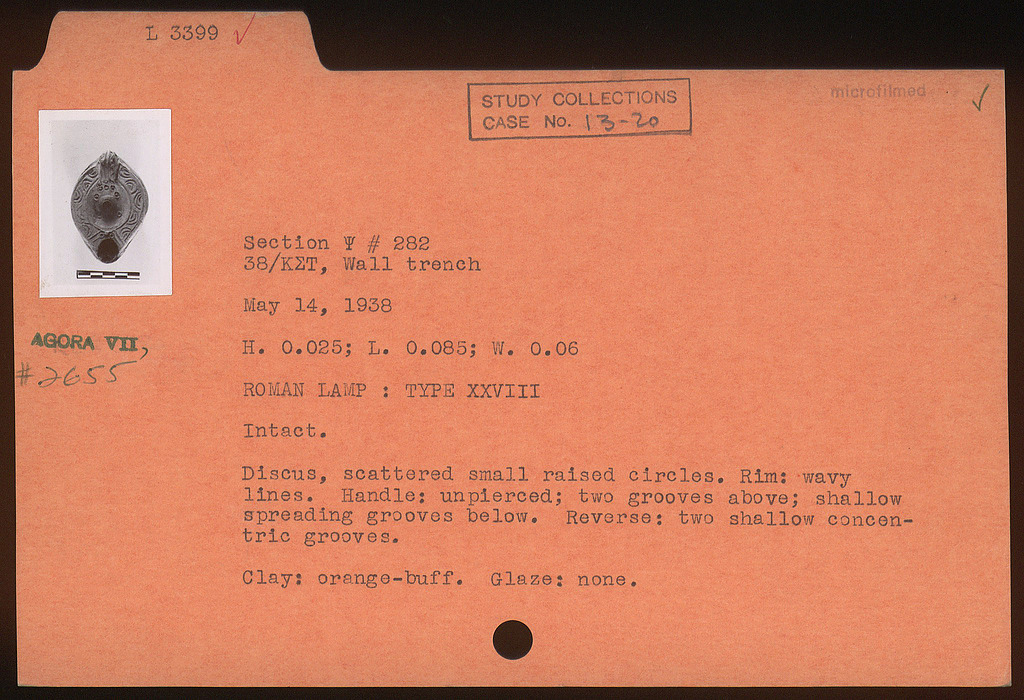 L 3399 ✓
microfilmed ✓
STUDY COLLECTIONS
CASE No. 13-20
Section Ψ # 282
38/ΚΣΤ, Wall trench
May 14, 1938
AGORA VII,
#2655
H. 0.025; L. 0.085; W. 0.06
ROMAN LAMP : TYPE XXVIII
Intact.
Discus, scattered small raised circles. Rim: wavy
lines. Handle: unpierced; two grooves above; shallow
spreading grooves below. Reverse: two shallow concen-
tric grooves.
Clay: orange-buff. Glaze: none.